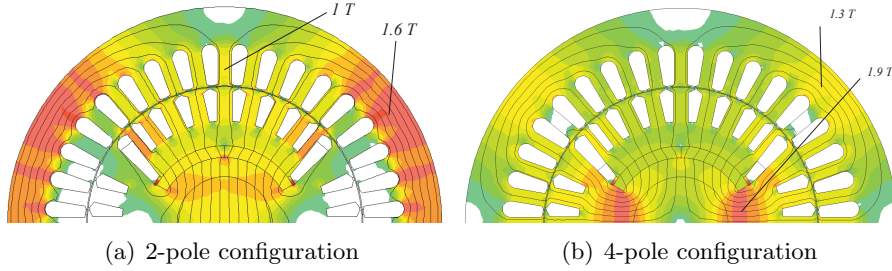 1 T
1.6 T
1.3 T
1.9 T
(a) 2-pole configuration
(b) 4-pole configuration